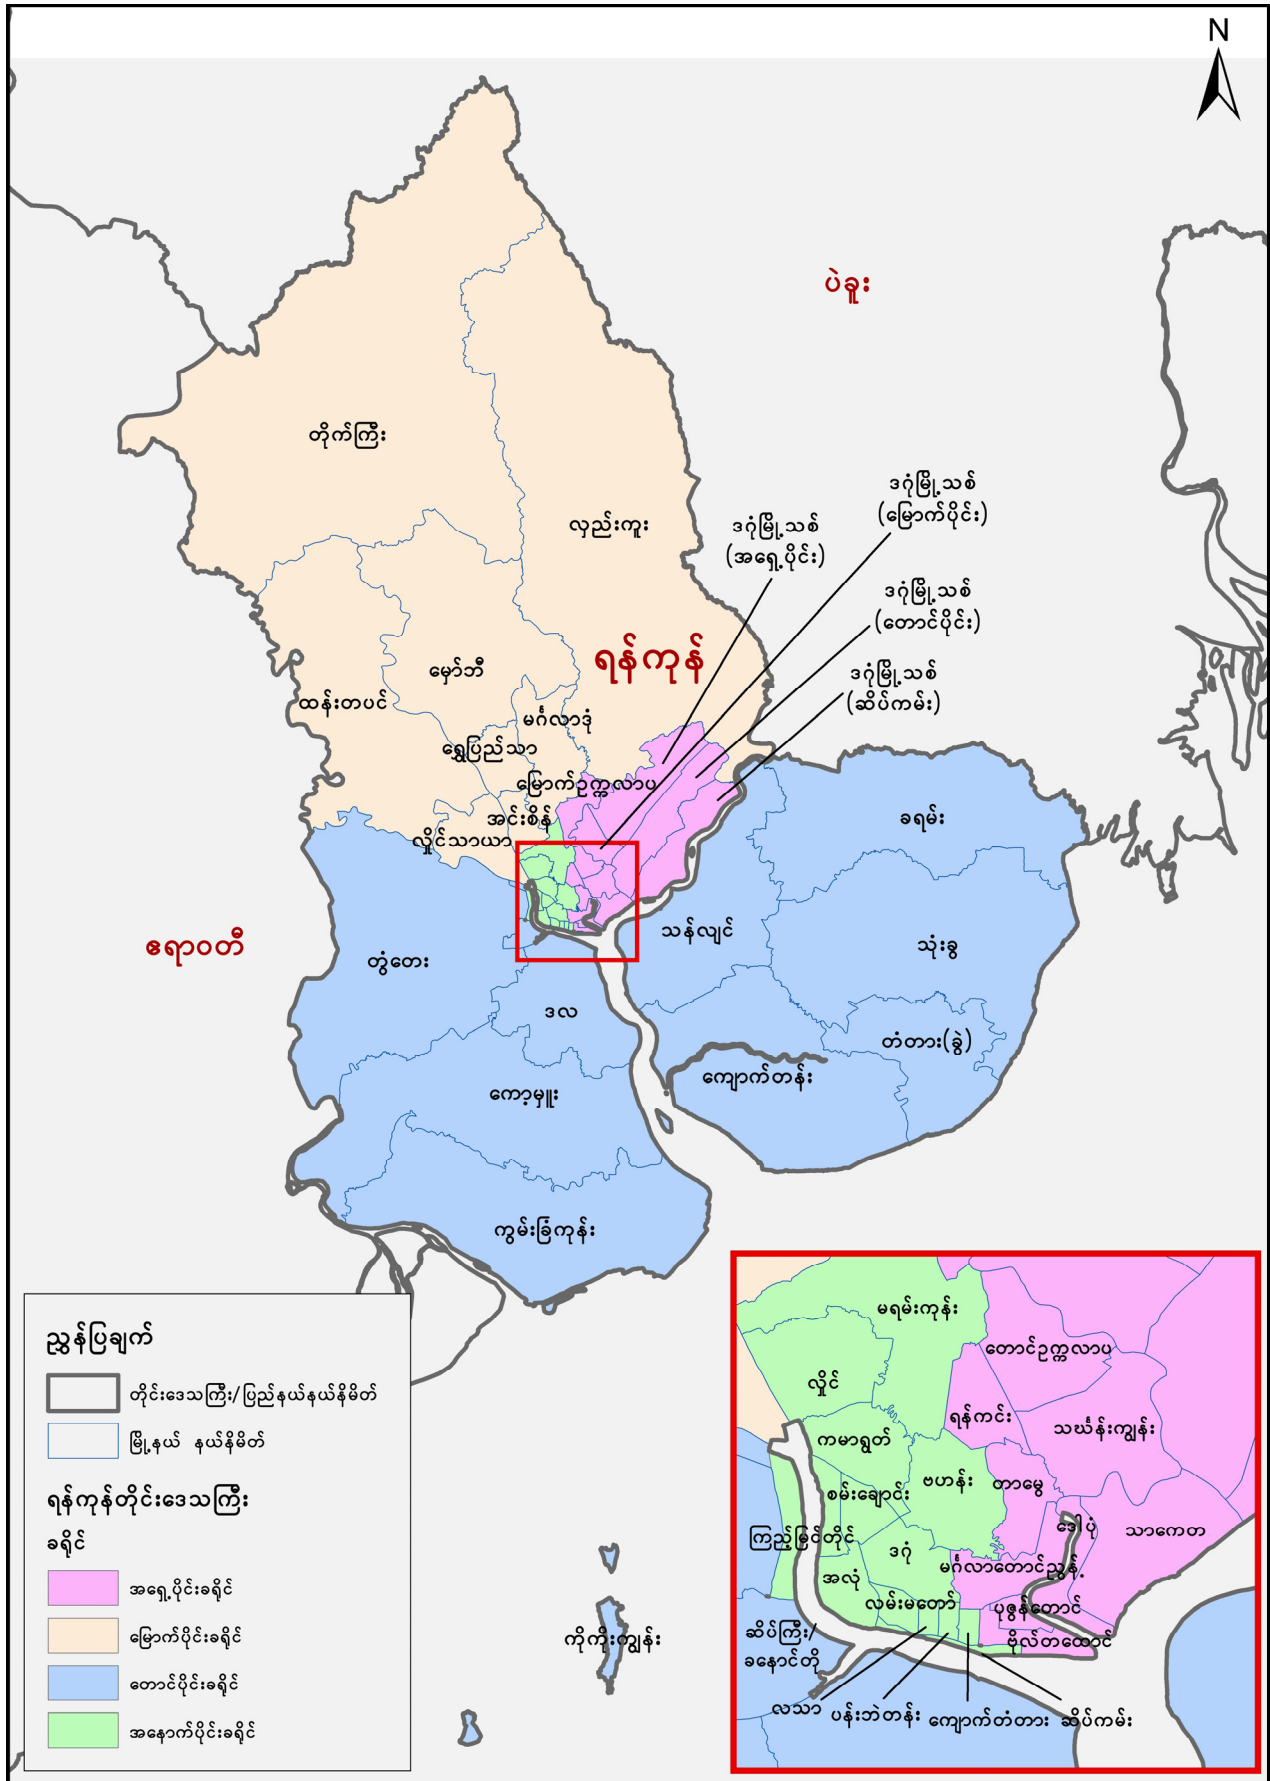 N
ပဲခူး
တိုက်ကြီး
ဒဂုံမြို့သစ်
(မြောက်ပိုင်း)
လှည်းကူး
ဒဂုံမြို့သစ်
(အရှေ့ပိုင်း)
ဒဂုံမြို့သစ်
(တောင်ပိုင်း)
ရန်ကုန်
မှော်ဘီ
ဒဂုံမြို့သစ်
(ဆိပ်ကမ်း)
ထန်းတပင်
မင်္ဂလာဒုံ
ရွှေပြည်သာ
မြောက်ဥက္ကလာပ
အင်းစိန်
ခရမ်း
လှိုင်သာယာ
သန်လျင်
ဧရာဝတီ
သုံးခွ
တွံတေး
ဒလ
တံတား(ခွဲ)
ကျောက်တန်း
ကော့မှူး
ကွမ်းခြံကုန်း
ကိုကိုးကျွန်း
မရမ်းကုန်း
တောင်ဥက္ကလာပ
လှိုင်
ရန်ကင်း
သင်္ဃန်းကျွန်း
ကမာရွတ်
ဗဟန်း
တာမွေ
စမ်းချောင်း
ဒေါပုံ
သာကေတ
ကြည့်မြင်တိုင်
ဒဂုံ
မင်္ဂလာတောင်ညွန့်
အလုံ
လမ်းမတော်
ပုဇွန်တောင်
ဆိပ်ကြီး/
ခနောင်တို
ဗိုလ်တထောင်
လသာ
ပန်းဘဲတန်း
ကျောက်တံတား
ဆိပ်ကမ်း
ညွှန်ပြချက်
တိုင်းဒေသကြီး/ပြည်နယ်နယ်နိမိတ်
မြို့နယ် နယ်နိမိတ်
ရန်ကုန်တိုင်းဒေသကြီး
ခရိုင်
အရှေ့ပိုင်းခရိုင်
မြောက်ပိုင်းခရိုင်
တောင်ပိုင်းခရိုင်
အနောက်ပိုင်းခရိုင်